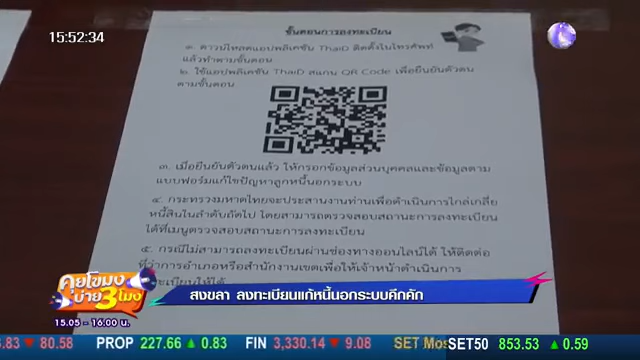 15:52:34
ขั้นตอนการลงทะเบียน
๑. ดาวน์โหลดแอปพลิเคชัน ThaiD ติดตั้งในโทรศัพท์
แล้วทำตามขั้นตอน
๒. ใช้แอปพลิเคชัน ThaiD สแกน QR Code เพื่อยืนยันตัวตน
ตามขั้นตอน
๓. เมื่อยืนยันตัวตนแล้ว ให้กรอกข้อมูลส่วนบุคคลและข้อมูลตาม
แบบฟอร์มแก้ไขปัญหาลูกหนี้นอกระบบ
๔. กระทรวงมหาดไทยจะประสานงานท่านเพื่อดำเนินการไกล่เกลี่ย
หนี้สินในลำดับถัดไป โดยสามารถตรวจสอบสถานะการลงทะเบียน
ได้ที่เมนูตรวจสอบสถานะการลงทะเบียน
๕. กรณีไม่สามารถลงทะเบียนผ่านช่องทางออนไลน์ได้ ให้ติดต่อ
ที่ว่าการอำเภอหรือสำนักงานเขตเพื่อให้เจ้าหน้าที่ดำเนินการ
คุยโขมง
บ่าย 3 โมง
15.05 - 16.00 น.
สงขลา ลงทะเบียนแก้หนี้นอกระบบคึกคัก
6.83 ▼ 80.58 PROP 227.66 ▲ 0.83 FIN 3,330.14 ▼ 9.08 SET SET50 853.53 ▲ 0.59